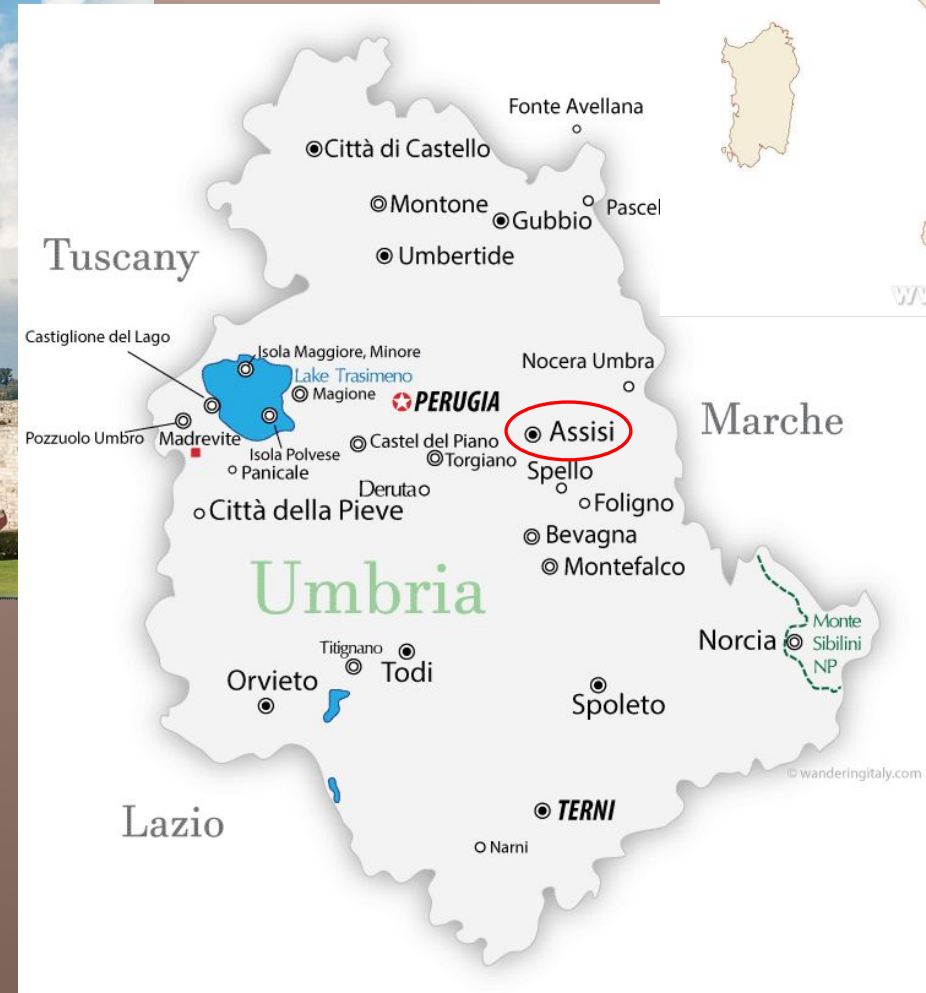 Fonte Avellana
Città di Castello
Montone
Gubbio
Pascel
Umbertide
Tuscany
Castiglione del Lago
Isola Maggiore, Minore
Lake Trasimeno
Magione
PERUGIA
Nocera Umbra
Marche
Assisi
Pozzuolo Umbro
Madrevite
Isola Polvese
Castel del Piano
Torgiano
Panicale
Spello
Deruta
Foligno
Città della Pieve
Bevagna
Montefalco
Umbria
Norcia
Monte
Sibilini
NP
Titignano
Todi
Orvieto
Spoleto
© wanderingitaly.com
Lazio
TERNI
Narni